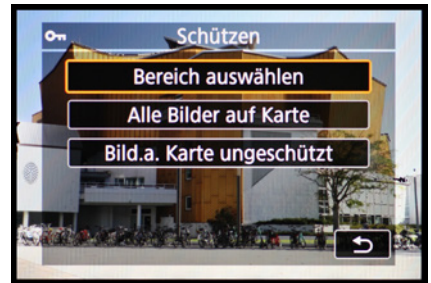 Schützen
Bereich auswählen
Alle Bilder auf Karte
Bild.a. Karte ungeschützt